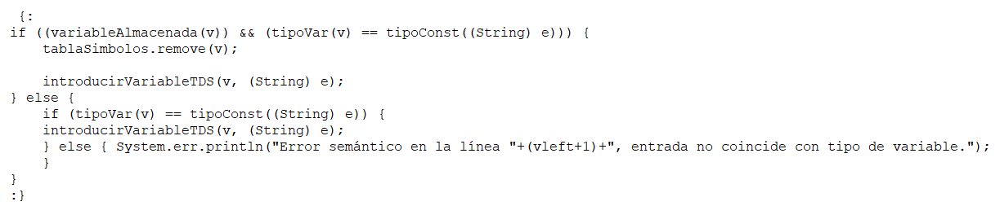 {:
if ((variableAlmacenada(v)) && (tipoVar(v) == tipoConst((String) e))) {
    tablaSimbolos.remove(v);

    introducirVariableTDS(v, (String) e);
} else {
    if (tipoVar(v) == tipoConst((String) e)) {
    introducirVariableTDS(v, (String) e);
    } else { System.err.println("Error semántico en la línea "+(vleft+1)+", entrada no coincide con tipo de variable.");
    }
}
:}